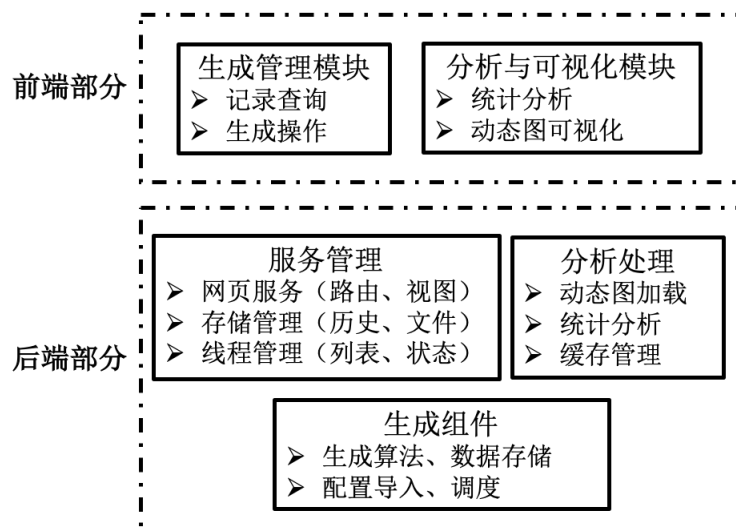 前端部分
生成管理模块
➢ 记录查询
➢ 生成操作
分析与可视化模块
➢ 统计分析
➢ 动态图可视化
后端部分
服务管理
➢ 网页服务（路由、视图）
➢ 存储管理（历史、文件）
➢ 线程管理（列表、状态）
分析处理
➢ 动态图加载
➢ 统计分析
➢ 缓存管理
生成组件
➢ 生成算法、数据存储
➢ 配置导入、调度